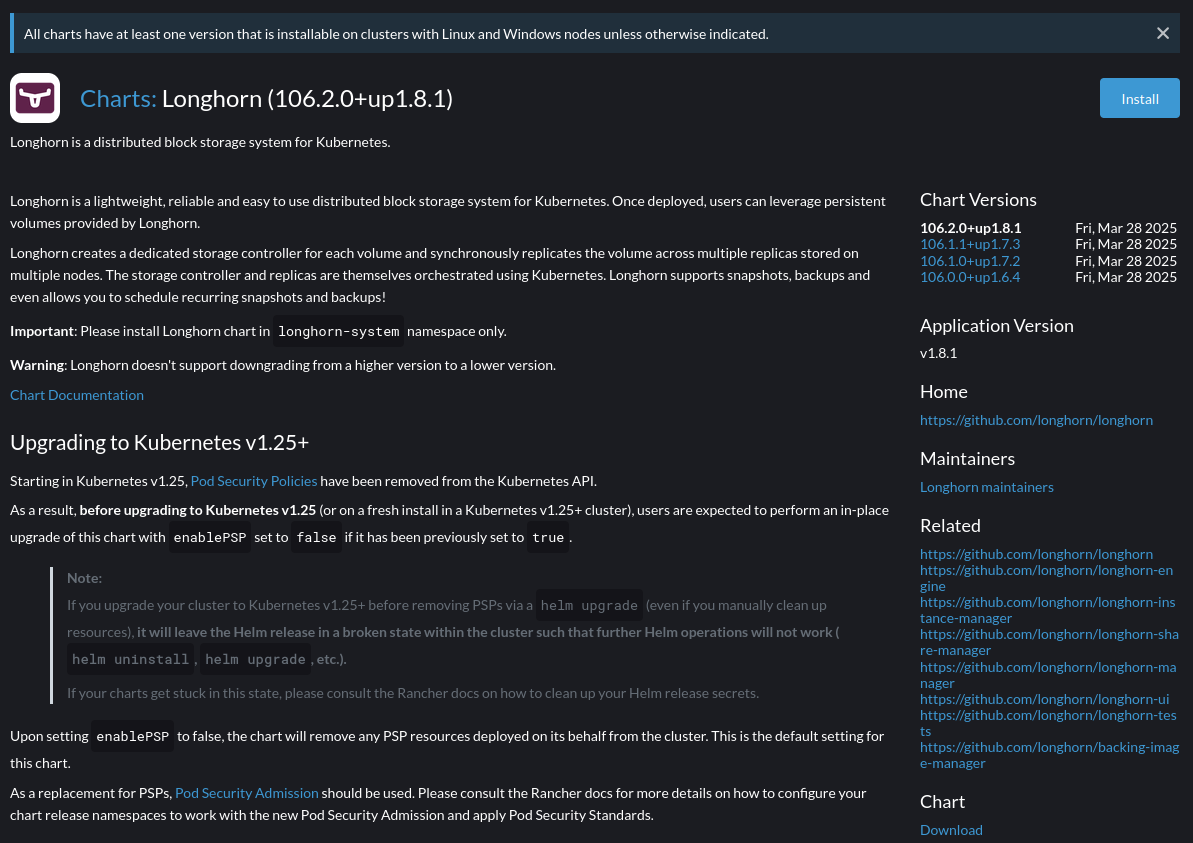 All charts have at least one version that is installable on clusters with Linux and Windows nodes unless otherwise indicated.
Charts: Longhorn (106.2.0+up1.8.1)
Install
Longhorn is a distributed block storage system for Kubernetes.
Longhorn is a lightweight, reliable and easy to use distributed block storage system for Kubernetes. Once deployed, users can leverage persistent
volumes provided by Longhorn.
Longhorn creates a dedicated storage controller for each volume and synchronously replicates the volume across multiple replicas stored on
multiple nodes. The storage controller and replicas are themselves orchestrated using Kubernetes. Longhorn supports snapshots, backups and
even allows you to schedule recurring snapshots and backups!
Important: Please install Longhorn chart in longhorn-system namespace only.
Warning: Longhorn doesn't support downgrading from a higher version to a lower version.
Chart Documentation
Upgrading to Kubernetes v1.25+
Starting in Kubernetes v1.25, Pod Security Policies have been removed from the Kubernetes API.
As a result, before upgrading to Kubernetes v1.25 (or on a fresh install in a Kubernetes v1.25+ cluster), users are expected to perform an in-place
upgrade of this chart with enablePSP set to false if it has been previously set to true .
Note:
If you upgrade your cluster to Kubernetes v1.25+ before removing PSPs via a helm upgrade (even if you manually clean up
resources), it will leave the Helm release in a broken state within the cluster such that further Helm operations will not work (
helm uninstall , helm upgrade , etc.).
If your charts get stuck in this state, please consult the Rancher docs on how to clean up your Helm release secrets.
Upon setting enablePSP to false, the chart will remove any PSP resources deployed on its behalf from the cluster. This is the default setting for
this chart.
As a replacement for PSPs, Pod Security Admission should be used. Please consult the Rancher docs for more details on how to configure your
chart release namespaces to work with the new Pod Security Admission and apply Pod Security Standards.
Chart Versions
106.2.0+up1.8.1 Fri, Mar 28 2025
106.1.1+up1.7.3 Fri, Mar 28 2025
106.1.0+up1.7.2 Fri, Mar 28 2025
106.0.0+up1.6.4 Fri, Mar 28 2025
Application Version
v1.8.1
Home
https://github.com/longhorn/longhorn
Maintainers
Longhorn maintainers
Related
https://github.com/longhorn/longhorn
https://github.com/longhorn/longhorn-en
gine
https://github.com/longhorn/longhorn-ins
tance-manager
https://github.com/longhorn/longhorn-sha
re-manager
https://github.com/longhorn/longhorn-ma
nager
https://github.com/longhorn/longhorn-ui
https://github.com/longhorn/longhorn-tes
ts
https://github.com/longhorn/backing-imag
e-manager
Chart
Download